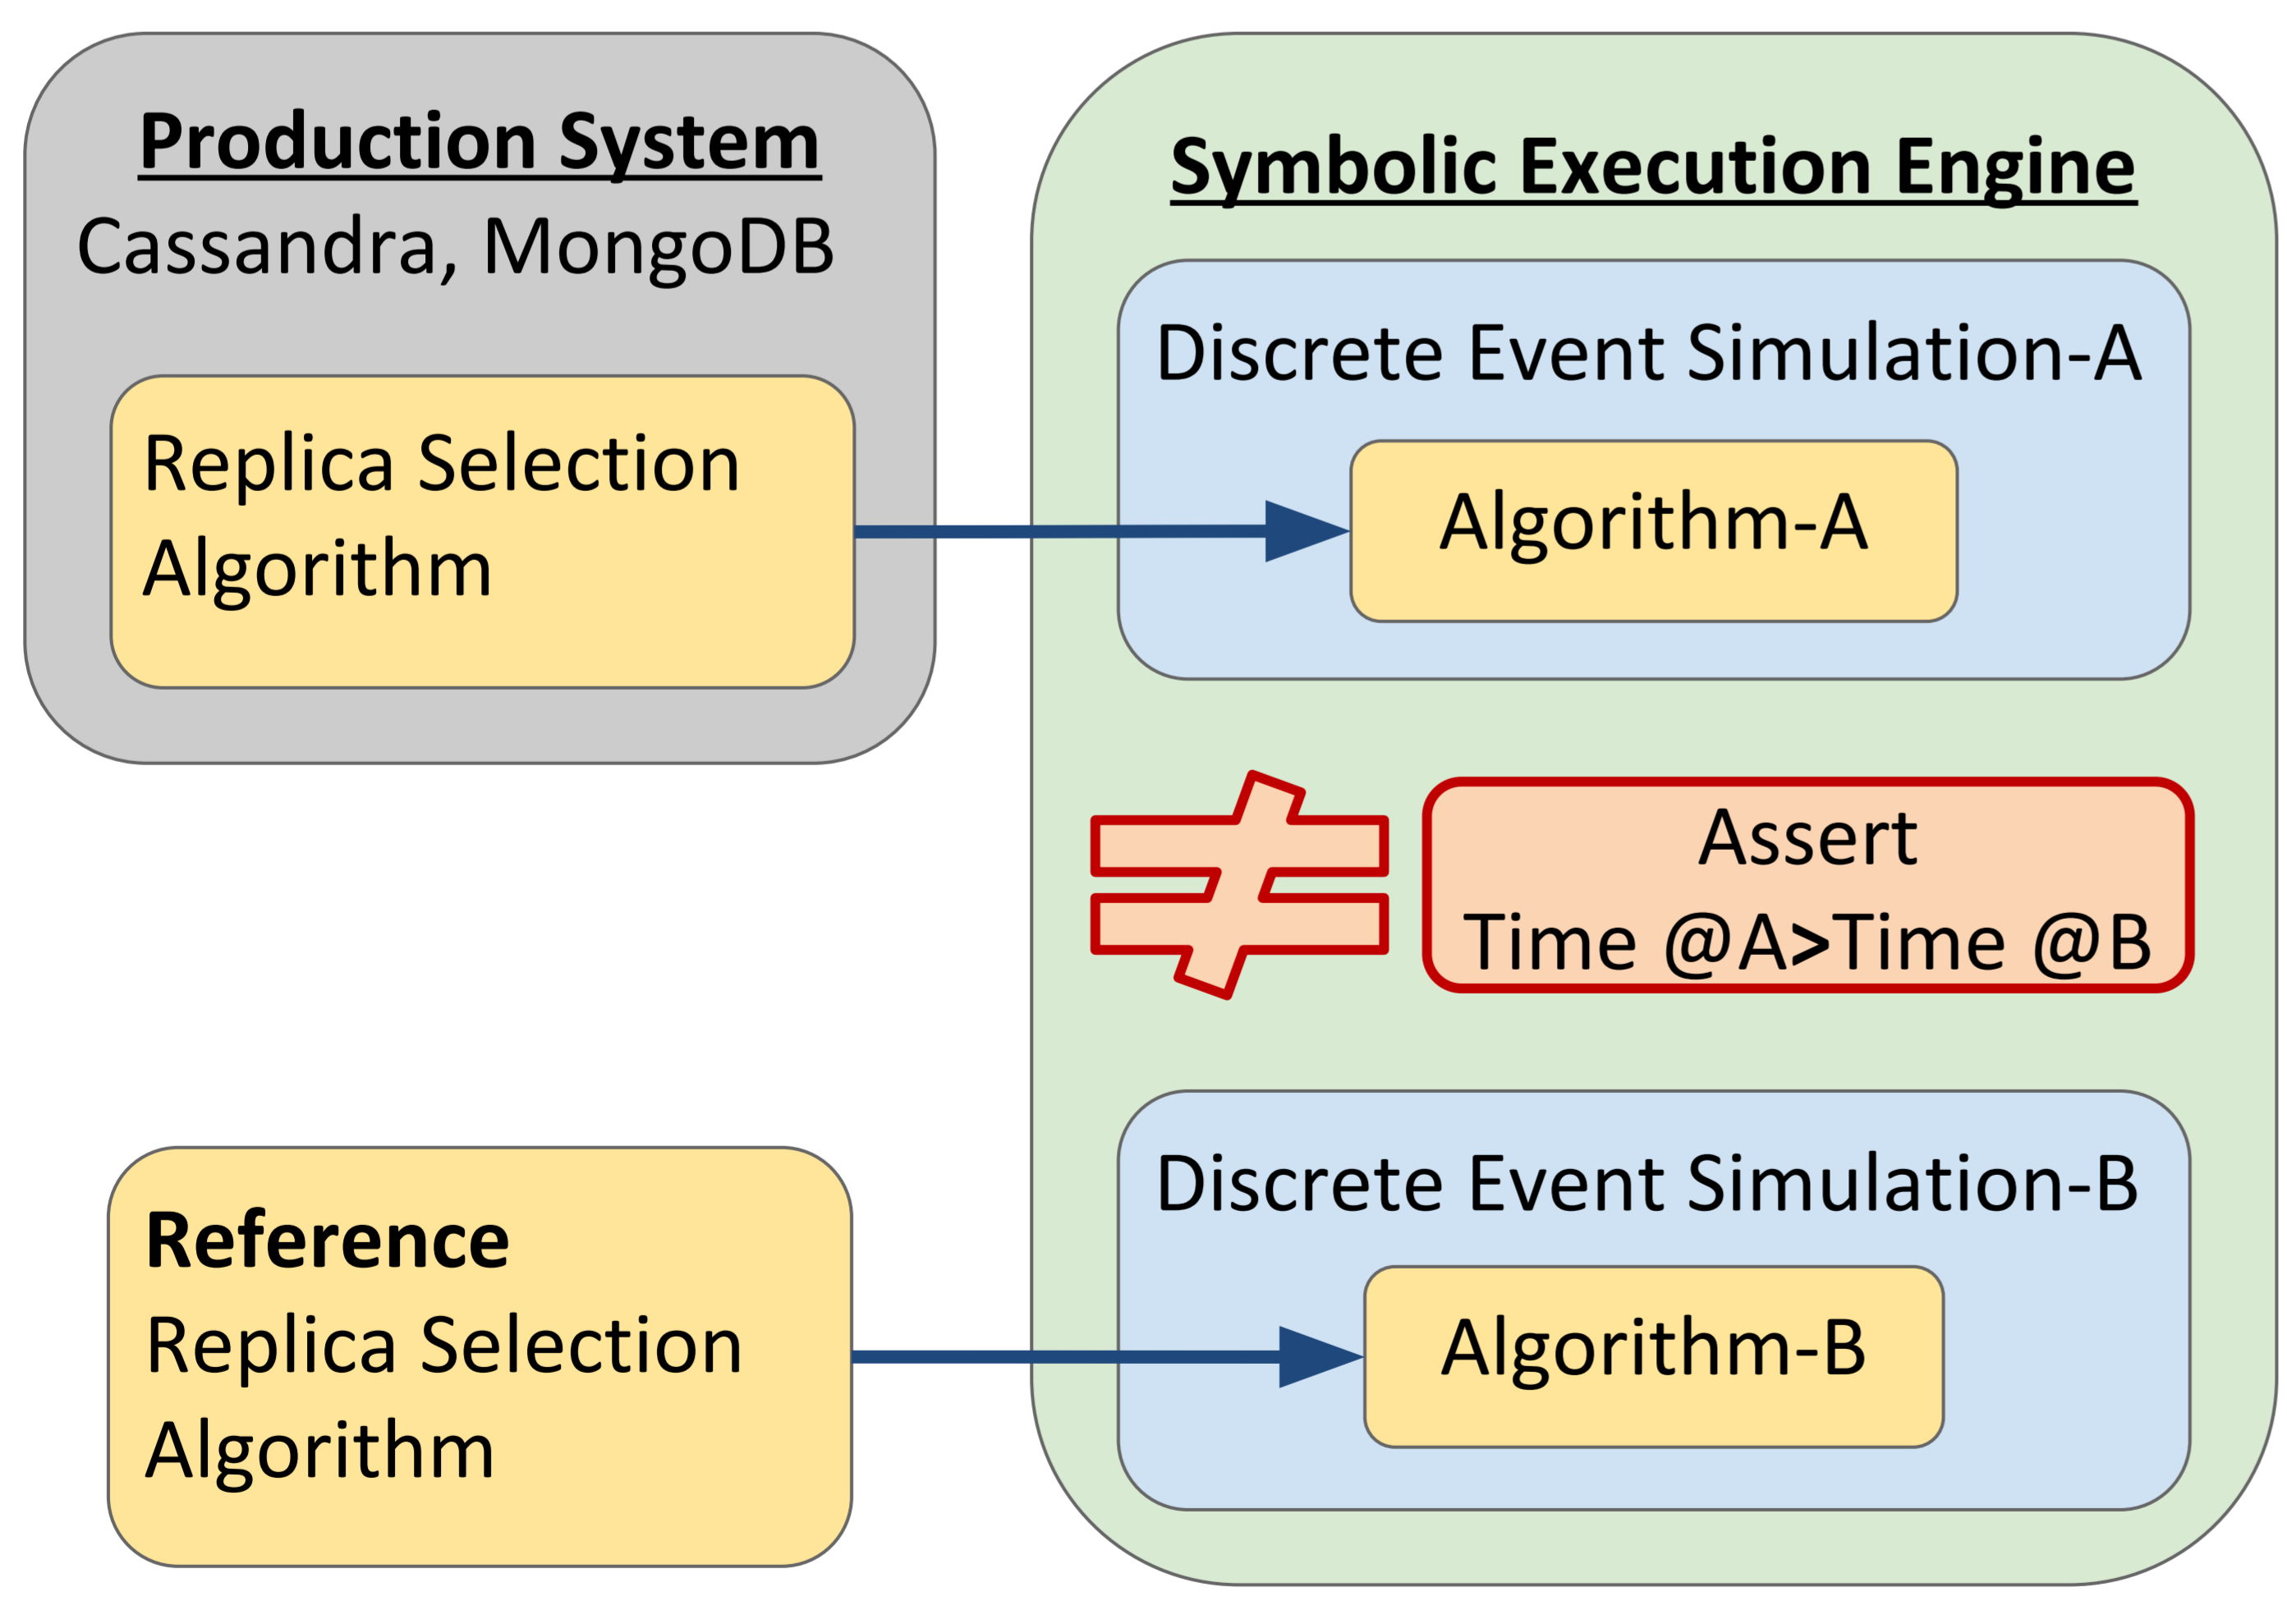 Production System
Cassandra, MongoDB
Replica Selection
Algorithm
Symbolic Execution Engine
Discrete Event Simulation-A
Algorithm-A
Assert
Time @A>Time @B
Reference
Replica Selection
Algorithm
Discrete Event Simulation-B
Algorithm-B